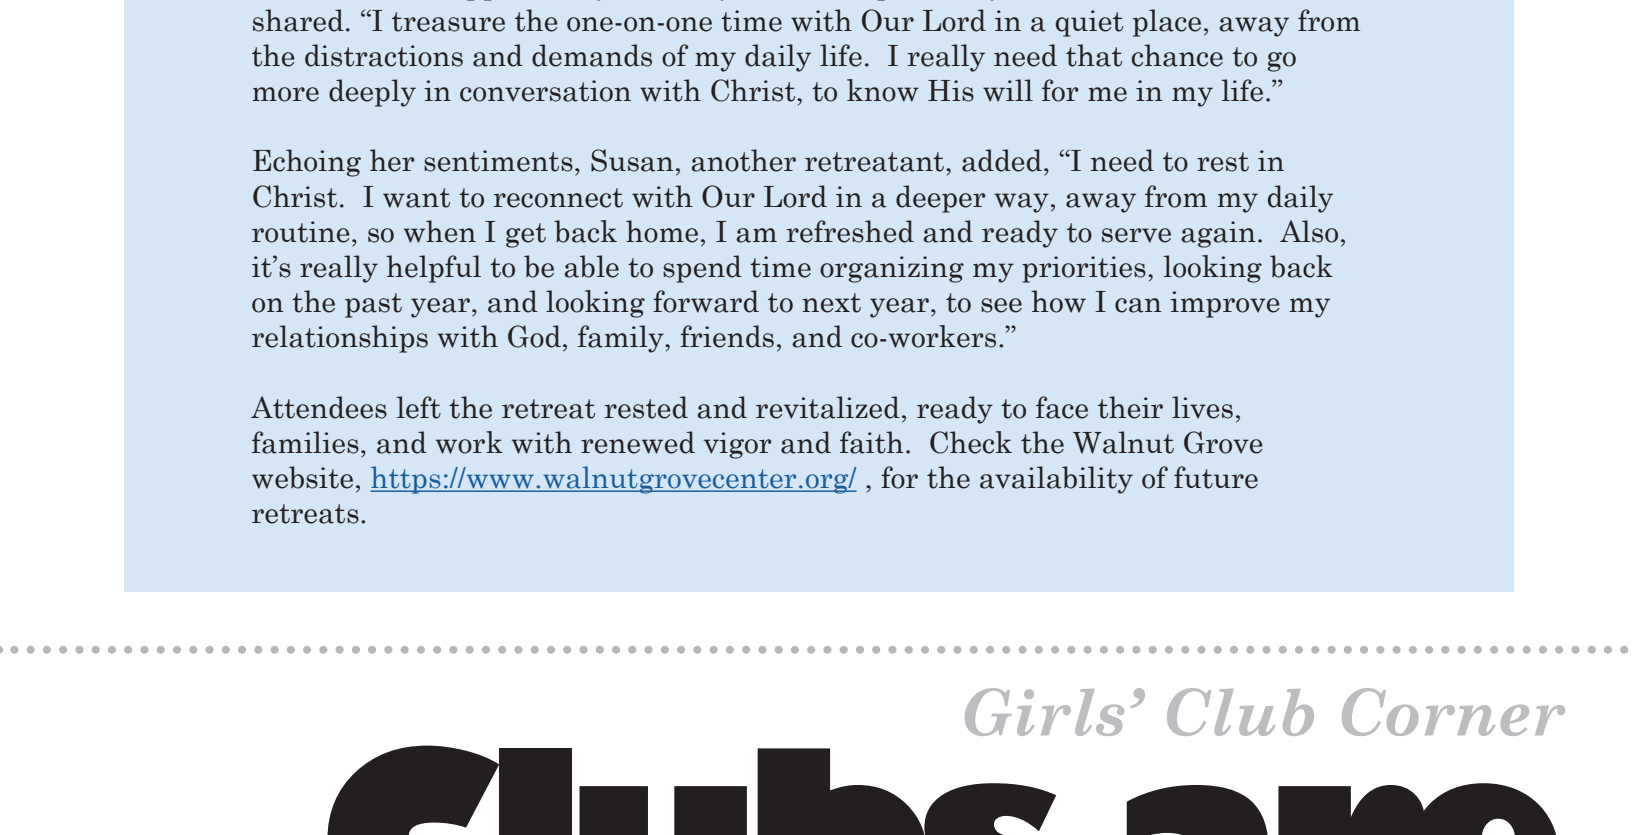 shared. “I treasure the one-on-one time with Our Lord in a quiet place, away from
the distractions and demands of my daily life.  I really need that chance to go
more deeply in conversation with Christ, to know His will for me in my life.”
Echoing her sentiments, Susan, another retreatant, added, “I need to rest in
Christ.  I want to reconnect with Our Lord in a deeper way, away from my daily
routine, so when I get back home, I am refreshed and ready to serve again.  Also,
it’s really helpful to be able to spend time organizing my priorities, looking back
on the past year, and looking forward to next year, to see how I can improve my
relationships with God, family, friends, and co-workers.”
Attendees left the retreat rested and revitalized, ready to face their lives,
families, and work with renewed vigor and faith.  Check the Walnut Grove
website, https://www.walnutgrovecenter.org/ , for the availability of future
retreats.
Girls’ Club Corner
Clubs are